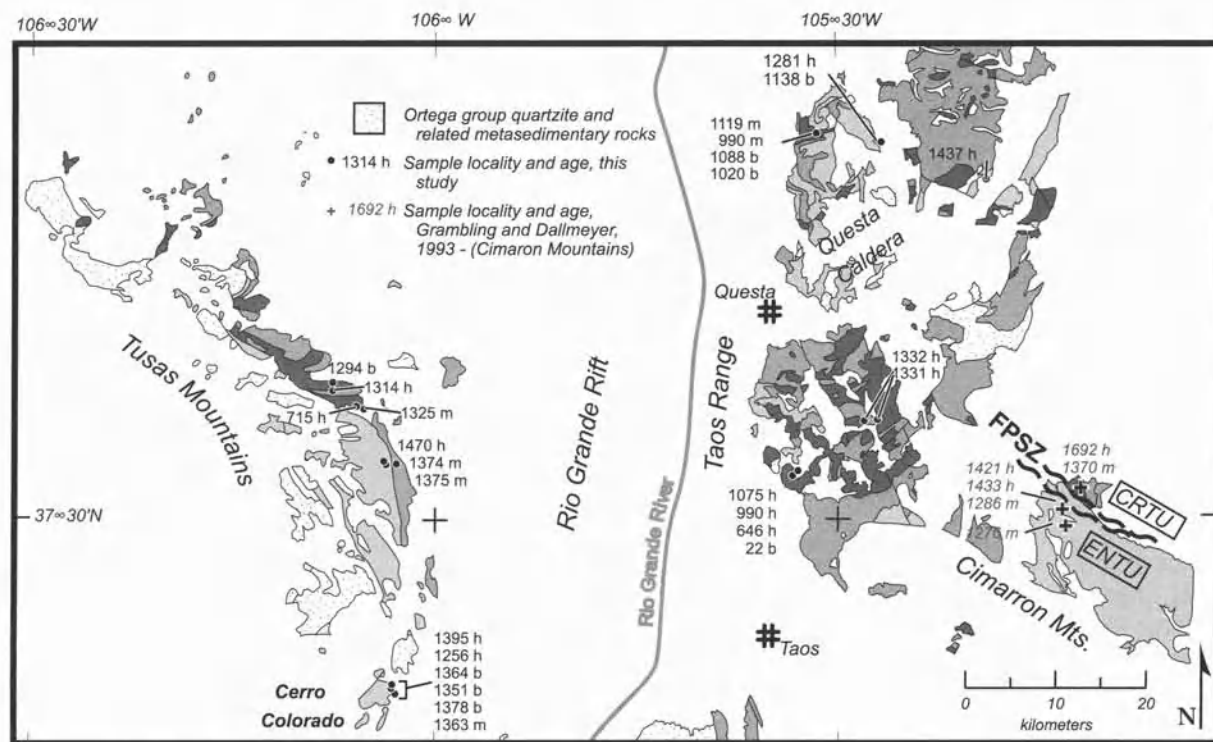 106∞30' W
106∞ W
105∞30' W
Ortega group quartzite and
related metasedimentary rocks
1314 h
Sample locality and age, this
study
1692 h
Sample locality and age,
Grambling and Dallmeyer,
1993 - (Cimaron Mountains)
1281 h
1138 b
1119 m
990 m
1088 b
1020 b
1437 h
Questa
Caldera
Questa
Tusas Mountains
1294 b
1314 h
715 h
1325 m
1470 h
1374 m
1375 m
Rio Grande Rift
Rio Grande River
Taos Range
1332 h
1331 h
FPSZ
1692 h
1370 m
1421 h
1433 h
1286 m
1276 m
CRTU
ENTU
37∞30'N
1075 h
990 h
646 h
22 b
Cimarron Mts.
Taos
1395 h
1256 h
1364 b
1351 b
1378 b
1363 m
Cerro
Colorado
0 10 20
kilometers
N